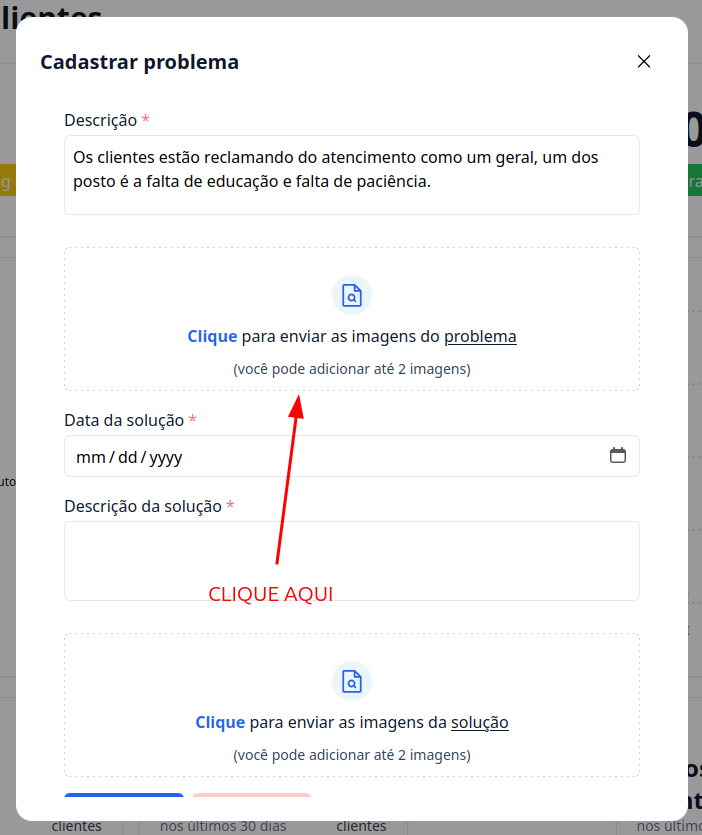 Cadastrar problema
Descrição *
Os clientes estão reclamando do atencimento como um geral, um dos
posto é a falta de educação e falta de paciência.
Clique para enviar as imagens do problema
(você pode adicionar até 2 imagens)
Data da solução *
mm / dd / yyyy
Descrição da solução *
CLIQUE AQUI
Clique para enviar as imagens da solução
(você pode adicionar até 2 imagens)
clientes
nos últimos 30 dias
clientes